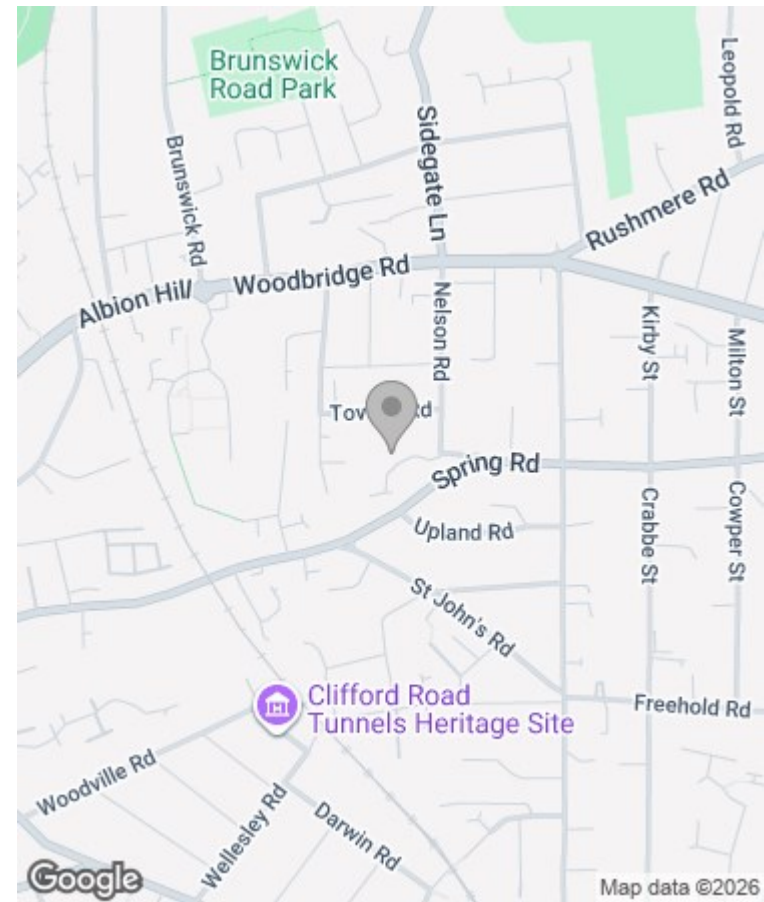 Brunswick
Road Park
Leopold Rd
Sidegate Ln
Brunswick Rd
Rushmere Rd
Albion Hill
Woodbridge Rd
Nelson Rd
Kirby St
Milton St
Rd
Spring Rd
Upland Rd
Crabbe St
Cowper St
St John's Rd
Clifford Road
Tunnels Heritage Site
Freehold Rd
Woodville Rd
Wellesley Rd
Darwin Rd
Google
Map data ©2026